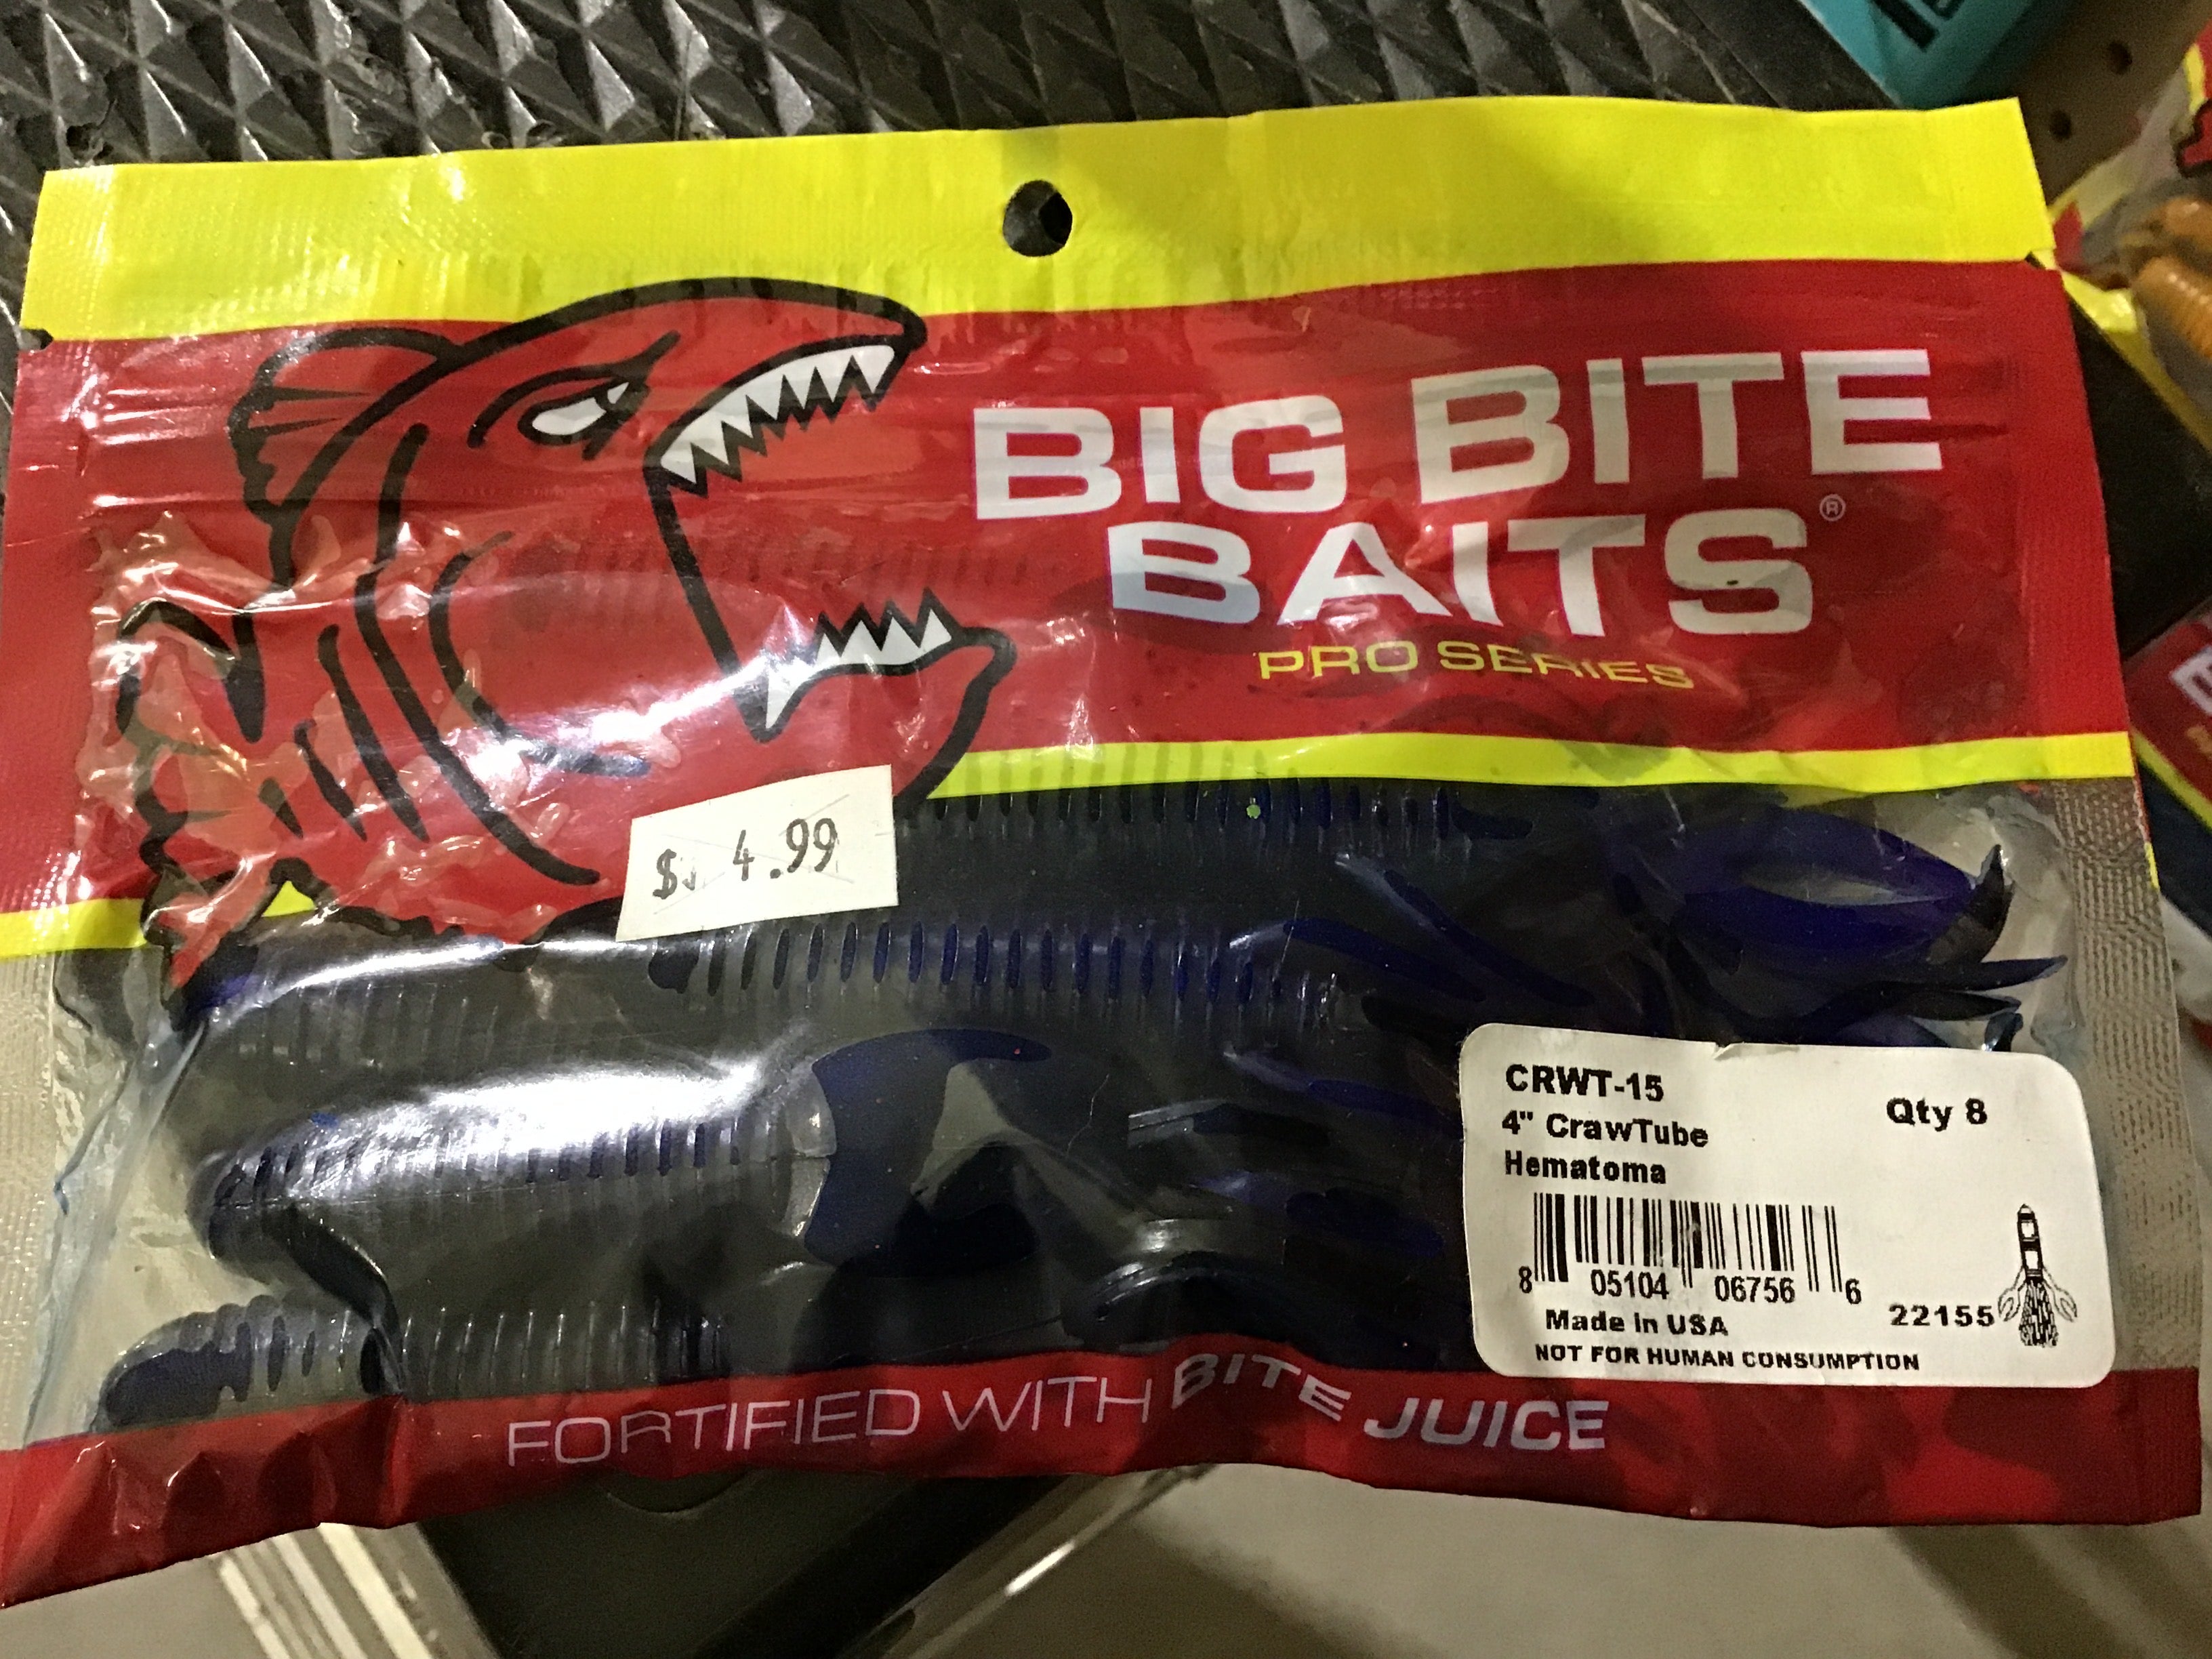 BIG BITE
BAITS®
PRO SERIES
$ 4.99
CRWT-15
4" CrawTube
Hematoma
Qty 8
8 05104 06756 6
22155
Made in USA
NOT FOR HUMAN CONSUMPTION
FORTIFIED WITH BITE JUICE